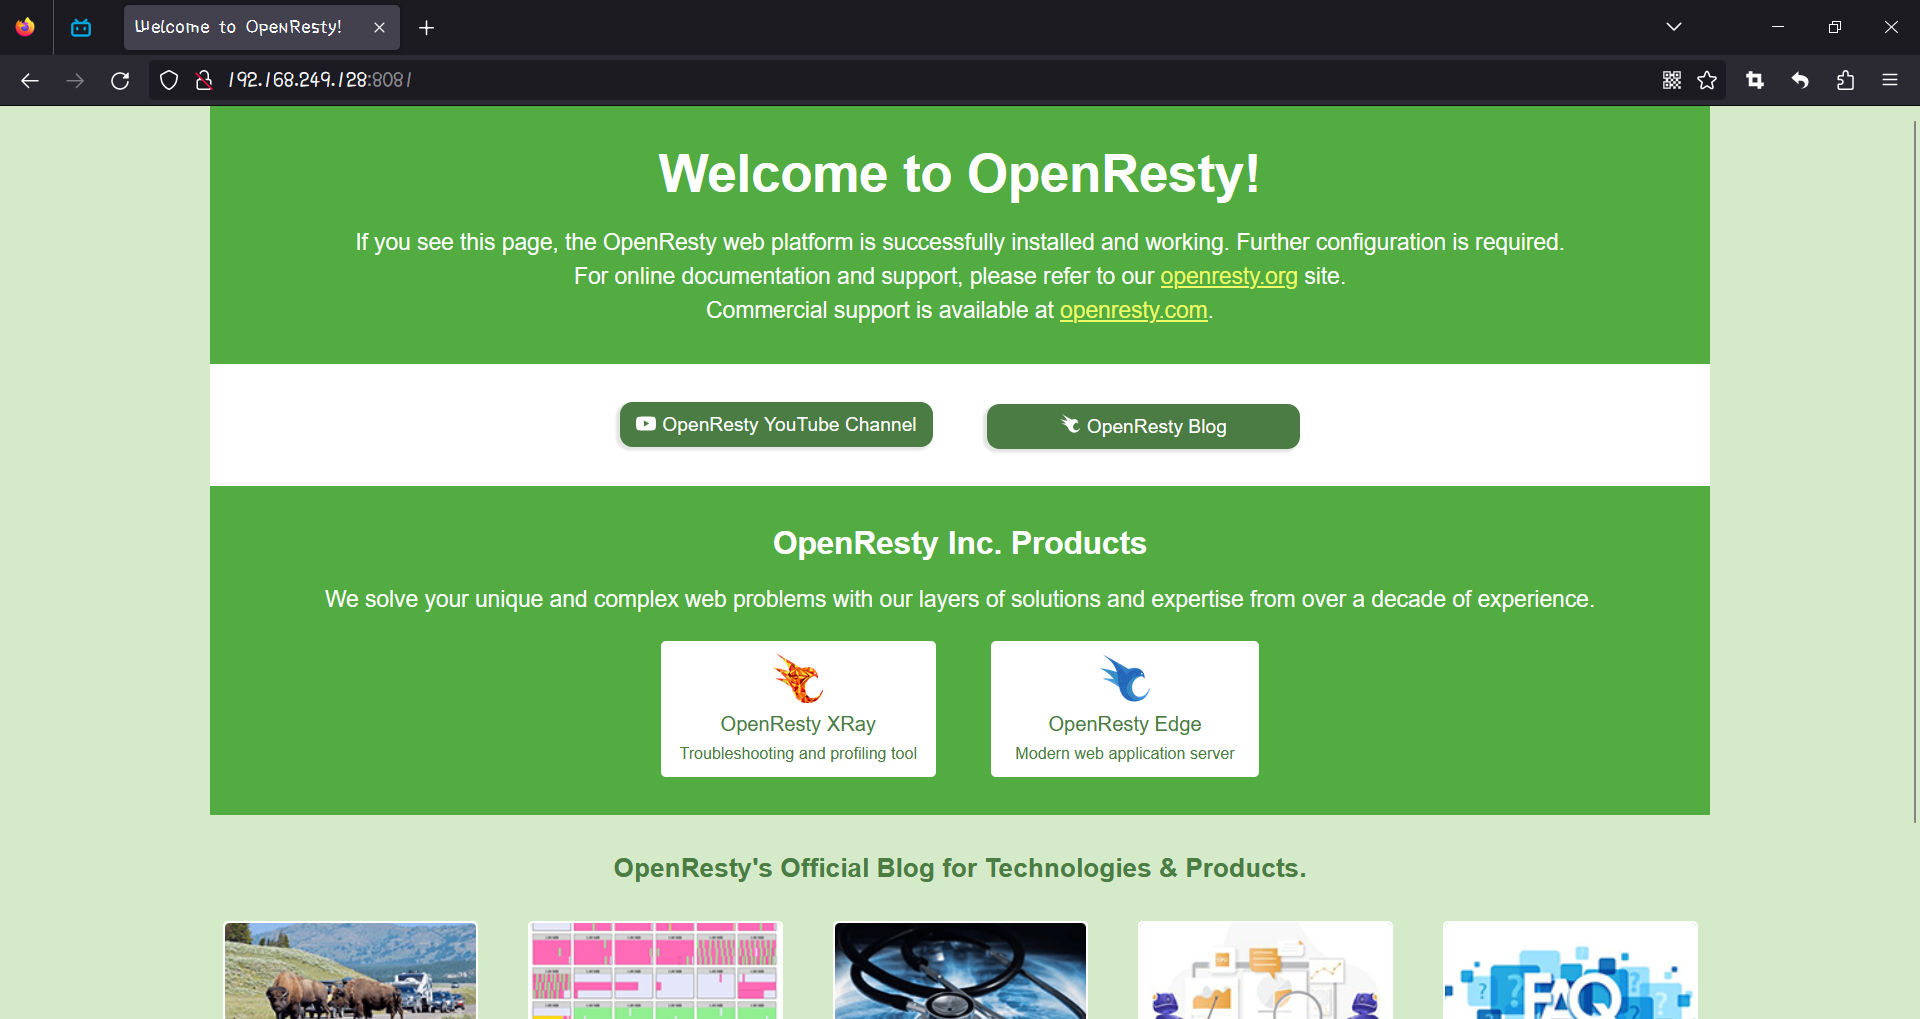 Welcome to OpenResty!
192.168.249.128:8081
Welcome to OpenResty!
If you see this page, the OpenResty web platform is successfully installed and working. Further configuration is required.
For online documentation and support, please refer to our openresty.org site.
Commercial support is available at openresty.com.
OpenResty YouTube Channel
OpenResty Blog
OpenResty Inc. Products
We solve your unique and complex web problems with our layers of solutions and expertise from over a decade of experience.
OpenResty XRay
Troubleshooting and profiling tool
OpenResty Edge
Modern web application server
OpenResty's Official Blog for Technologies & Products.
FAQ